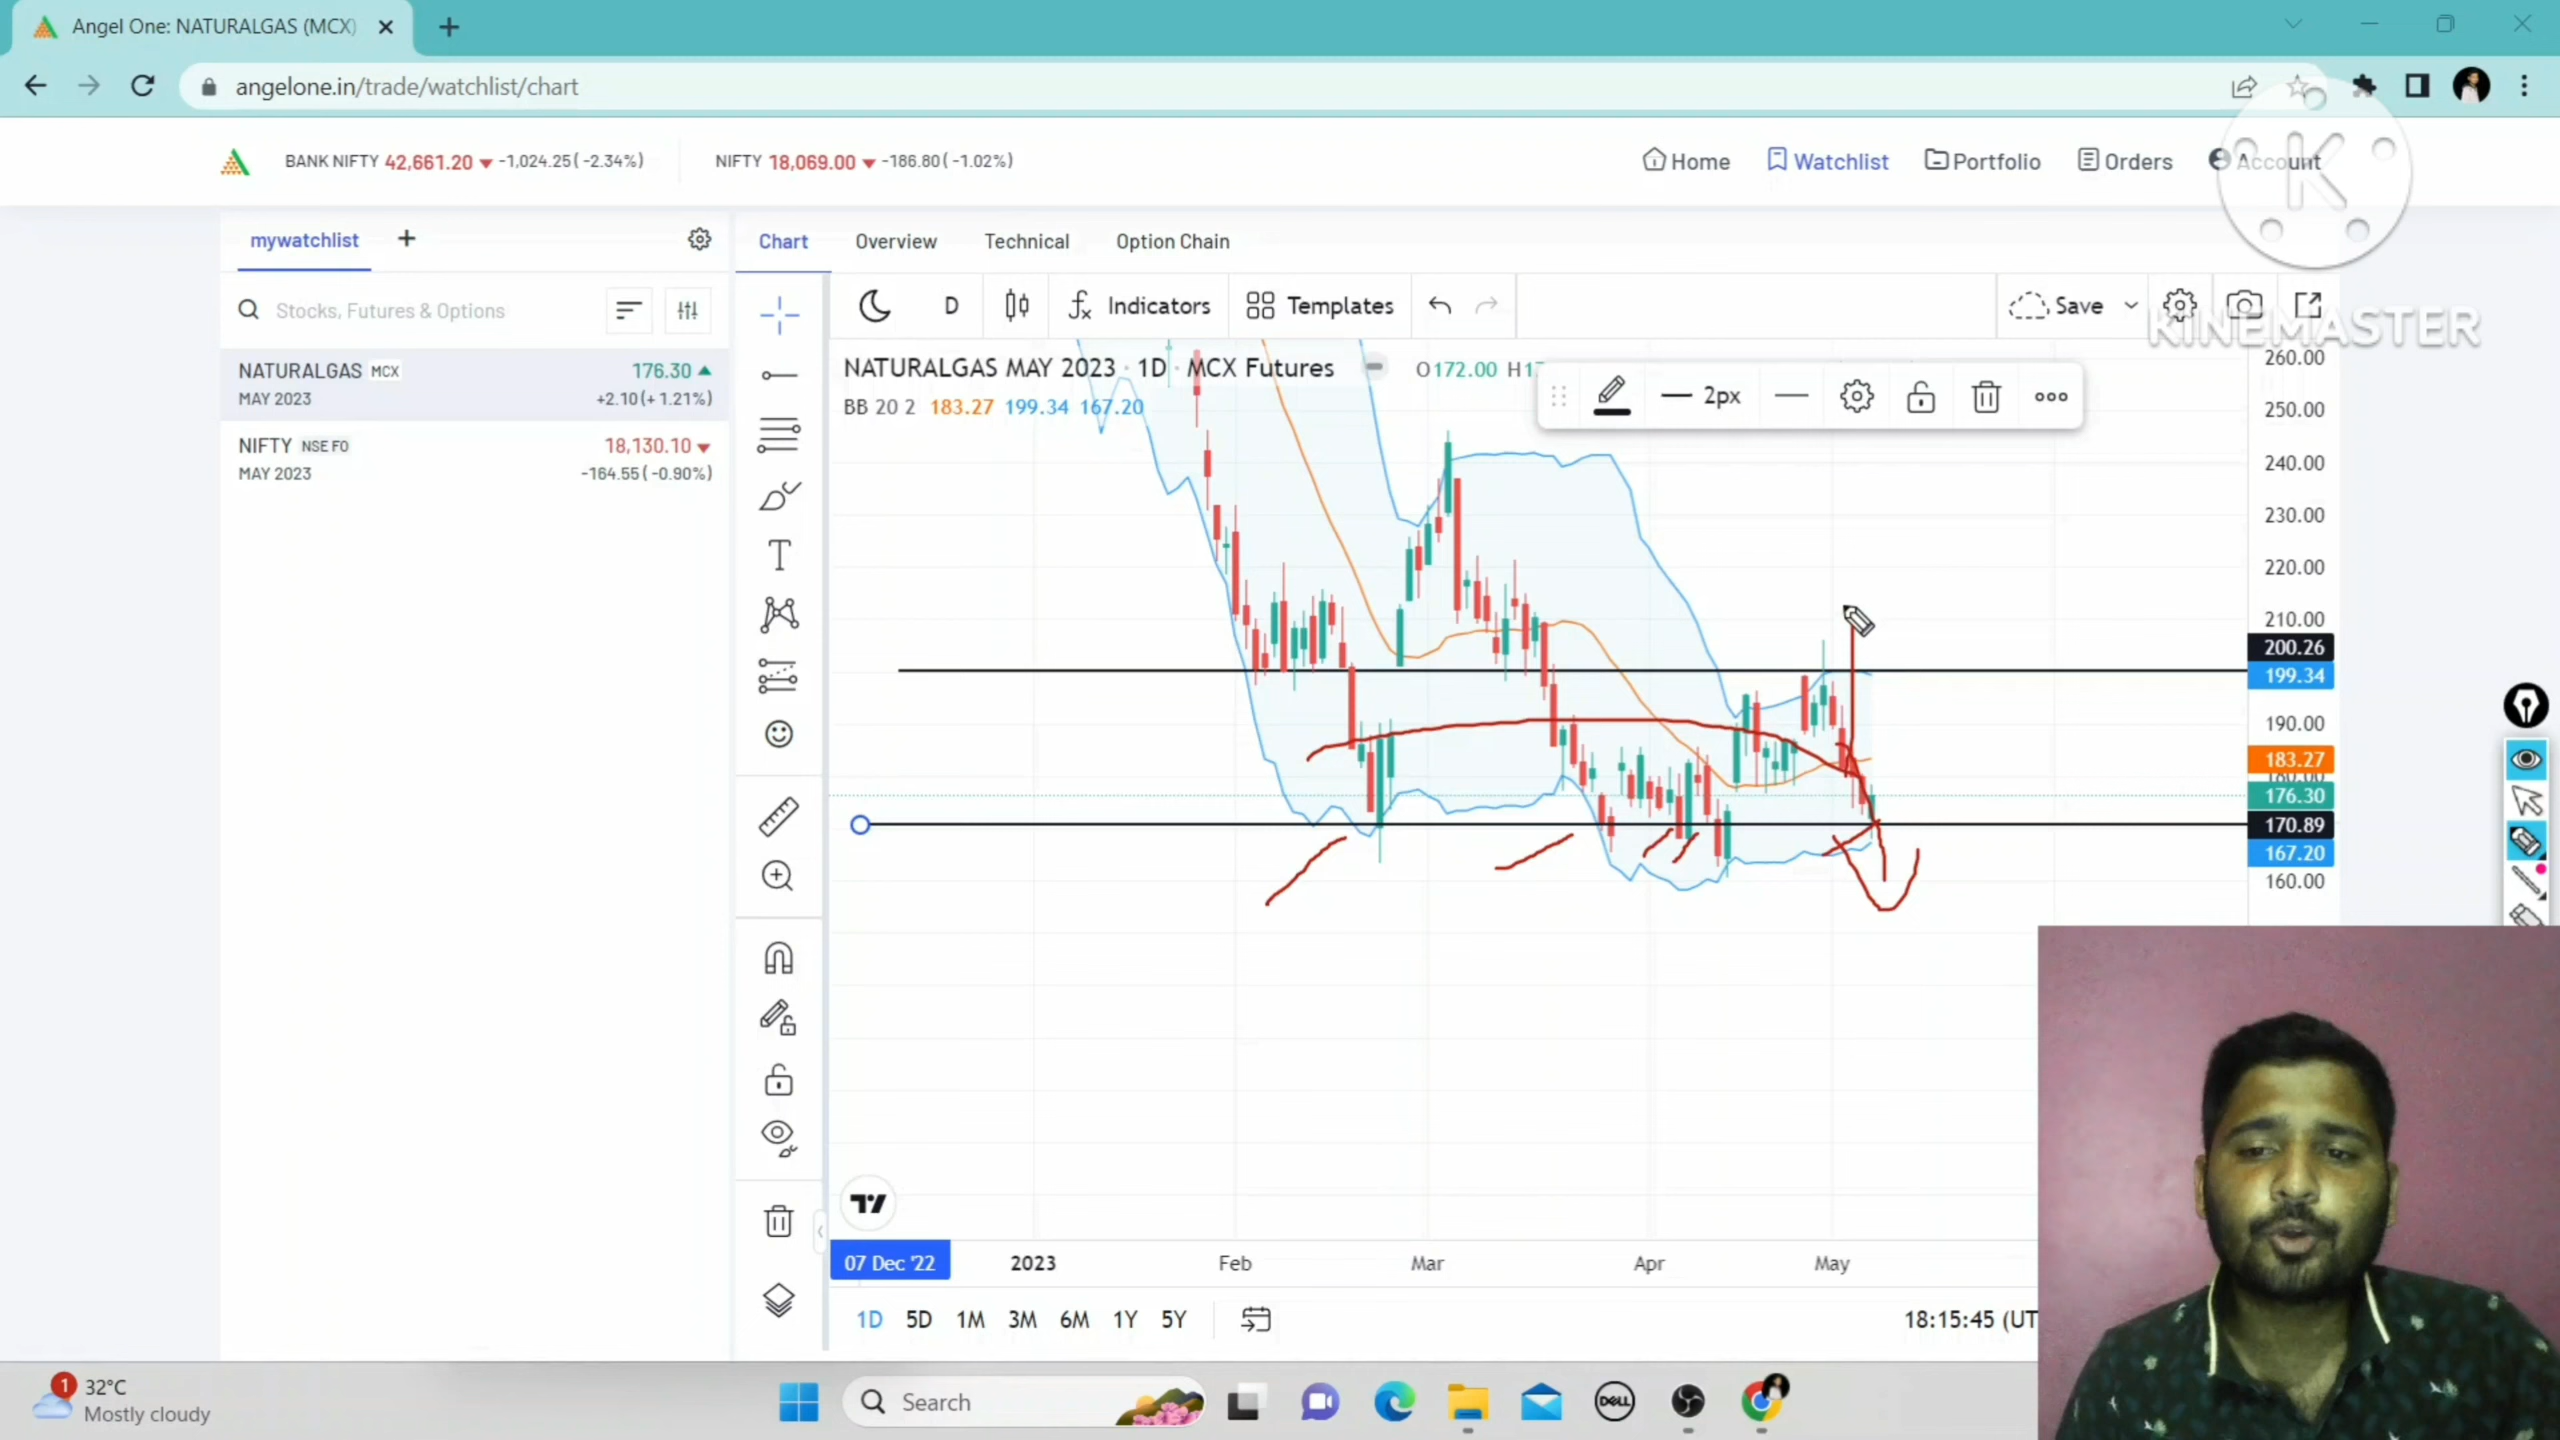 Angel One: NATURALGAS (MCX)
angelone.in/trade/watchlist/chart
BANK NIFTY 42,661.20 -1,024.25 ( -2.34%)
NIFTY 18,069.00 -186.80 ( -1.02%)
Home
Watchlist
Portfolio
Orders
Account
K
KINEMASTER
mywatchlist
Chart
Overview
Technical
Option Chain
Stocks, Futures & Options
D
Indicators
Templates
Save
NATURALGAS MCX 176.30
MAY 2023 +2.10 (+ 1.21%)
NIFTY NSE FO 18,130.10
MAY 2023 -164.55 ( -0.90%)
NATURALGAS MAY 2023 · 1D · MCX Futures O172.00
BB 20 2 183.27 199.34 167.20
2px
260.00
250.00
240.00
230.00
220.00
210.00
200.26
199.34
190.00
183.27
176.30
170.89
167.20
160.00
07 Dec '22 2023 Feb Mar Apr May
1D 5D 1M 3M 6M 1Y 5Y
18:15:45 (UT
1
32°C
Mostly cloudy
Search
DELL